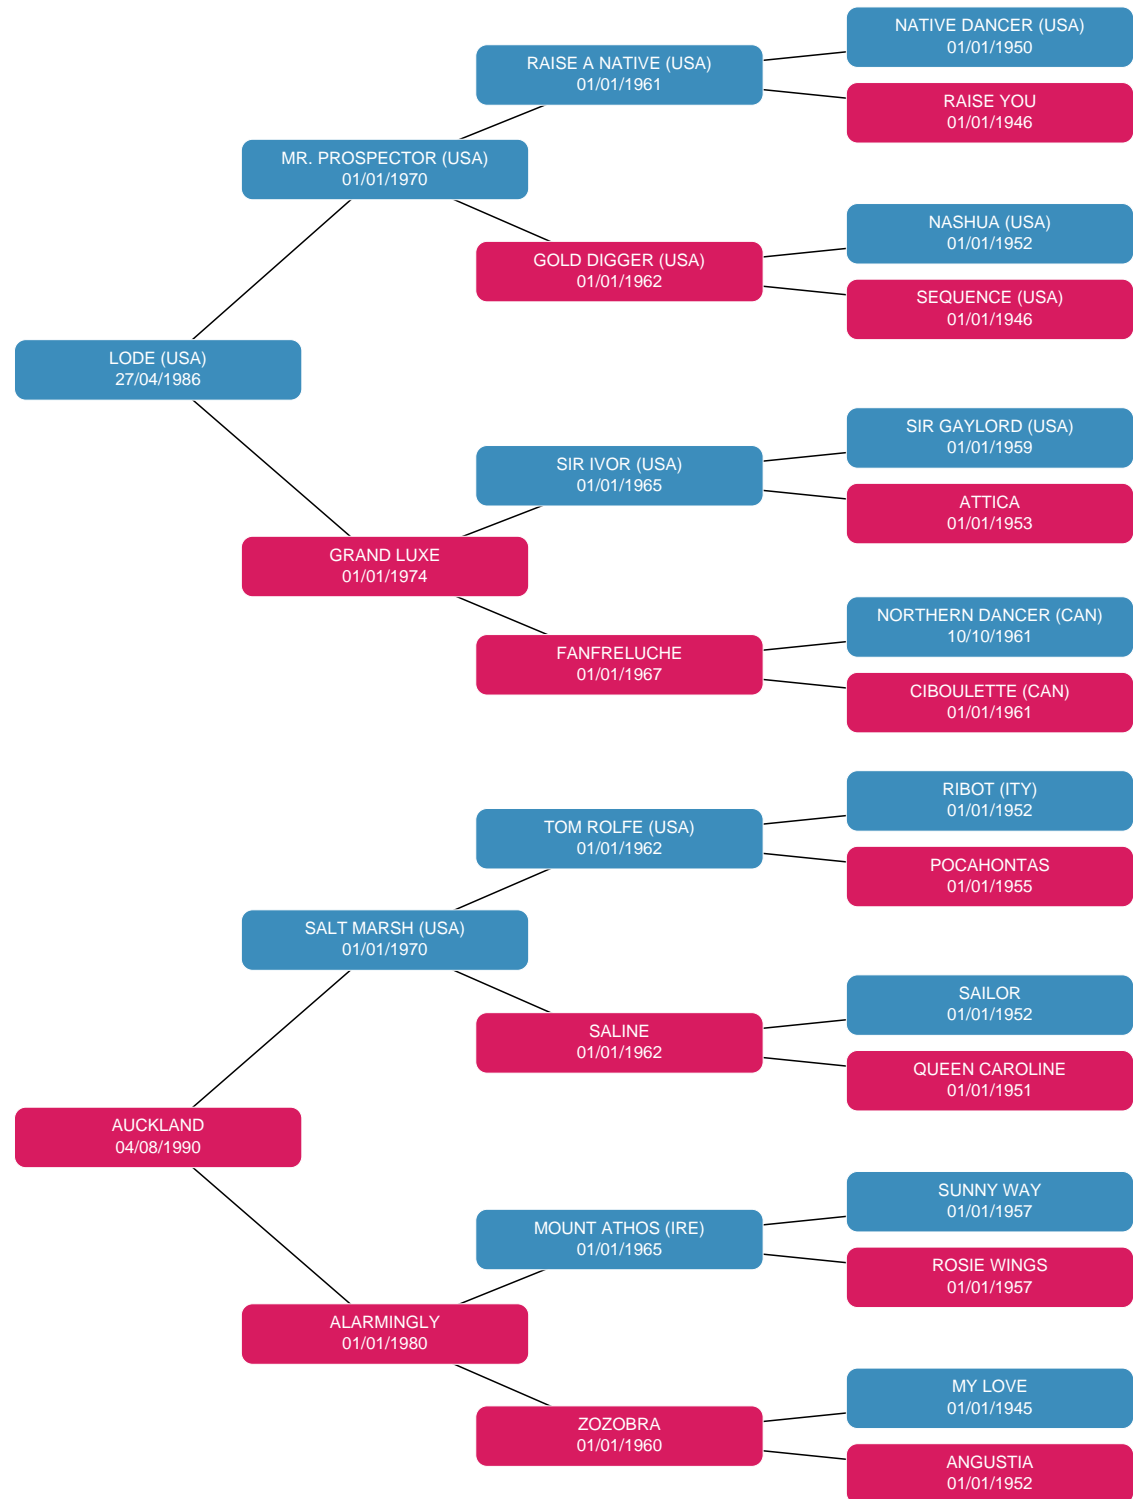 NATIVE DANCER (USA)
01/01/1950
RAISE A NATIVE (USA)
01/01/1961
RAISE YOU
01/01/1946
MR. PROSPECTOR (USA)
01/01/1970
NASHUA (USA)
01/01/1952
GOLD DIGGER (USA)
01/01/1962
SEQUENCE (USA)
01/01/1946
LODE (USA)
27/04/1986
SIR GAYLORD (USA)
01/01/1959
SIR IVOR (USA)
01/01/1965
ATTICA
01/01/1953
GRAND LUXE
01/01/1974
NORTHERN DANCER (CAN)
10/10/1961
FANFRELUCHE
01/01/1967
CIBOULETTE (CAN)
01/01/1961
RIBOT (ITY)
01/01/1952
TOM ROLFE (USA)
01/01/1962
POCAHONTAS
01/01/1955
SALT MARSH (USA)
01/01/1970
SAILOR
01/01/1952
SALINE
01/01/1962
QUEEN CAROLINE
01/01/1951
AUCKLAND
04/08/1990
SUNNY WAY
01/01/1957
MOUNT ATHOS (IRE)
01/01/1965
ROSIE WINGS
01/01/1957
ALARMINGLY
01/01/1980
MY LOVE
01/01/1945
ZOZOBRA
01/01/1960
ANGUSTIA
01/01/1952